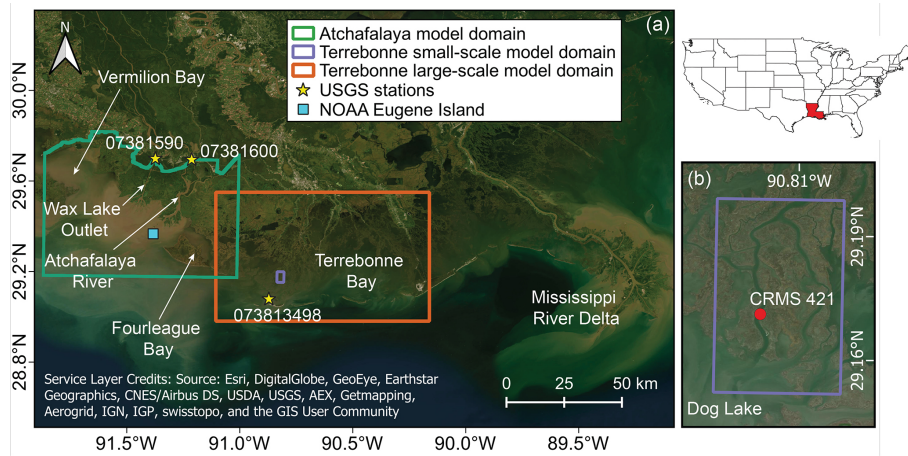 N
(a)
Atchafalaya model domain
Terrebonne small-scale model domain
Terrebonne large-scale model domain
USGS stations
NOAA Eugene Island
Vermilion Bay
07381590
07381600
Wax Lake
Outlet
Atchafalaya
River
Terrebonne
Bay
073813498
Fourleague
Bay
Mississippi
River Delta
Service Layer Credits: Source: Esri, DigitalGlobe, GeoEye, Earthstar
Geographics, CNES/Airbus DS, USDA, USGS, AEX, Getmapping,
Aerogrid, IGN, IGP, swisstopo, and the GIS User Community
0 25 50 km
30.0°N
29.6°N
29.2°N
28.8°N
91.5°W 91.0°W 90.5°W 90.0°W 89.5°W
(b)
90.81°W
29.19°N
CRMS 421
29.16°N
Dog Lake